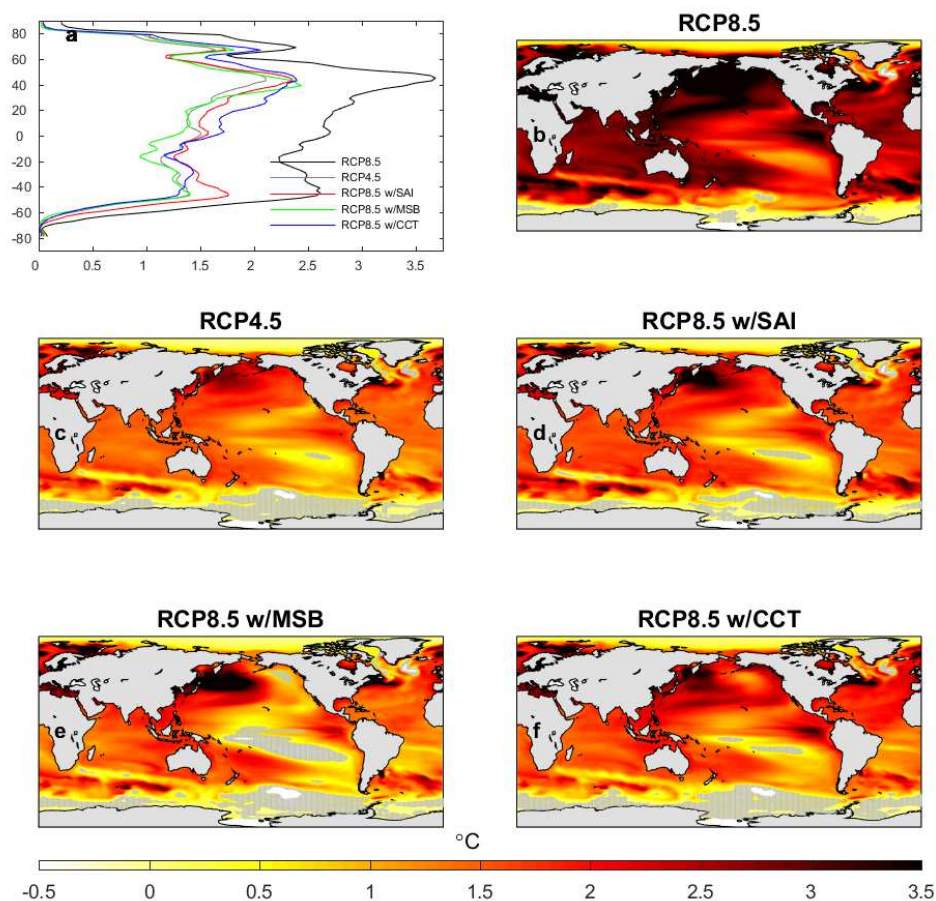 a
80
60
40
20
0
-20
-40
-60
-80
RCP8.5
RCP4.5
RCP8.5 w/SAI
RCP8.5 w/MSB
RCP8.5 w/CCT
0 0.5 1 1.5 2 2.5 3 3.5
RCP8.5
b
RCP4.5
c
RCP8.5 w/SAI
d
RCP8.5 w/MSB
e
RCP8.5 w/CCT
f
°C
-0.5 0 0.5 1 1.5 2 2.5 3 3.5